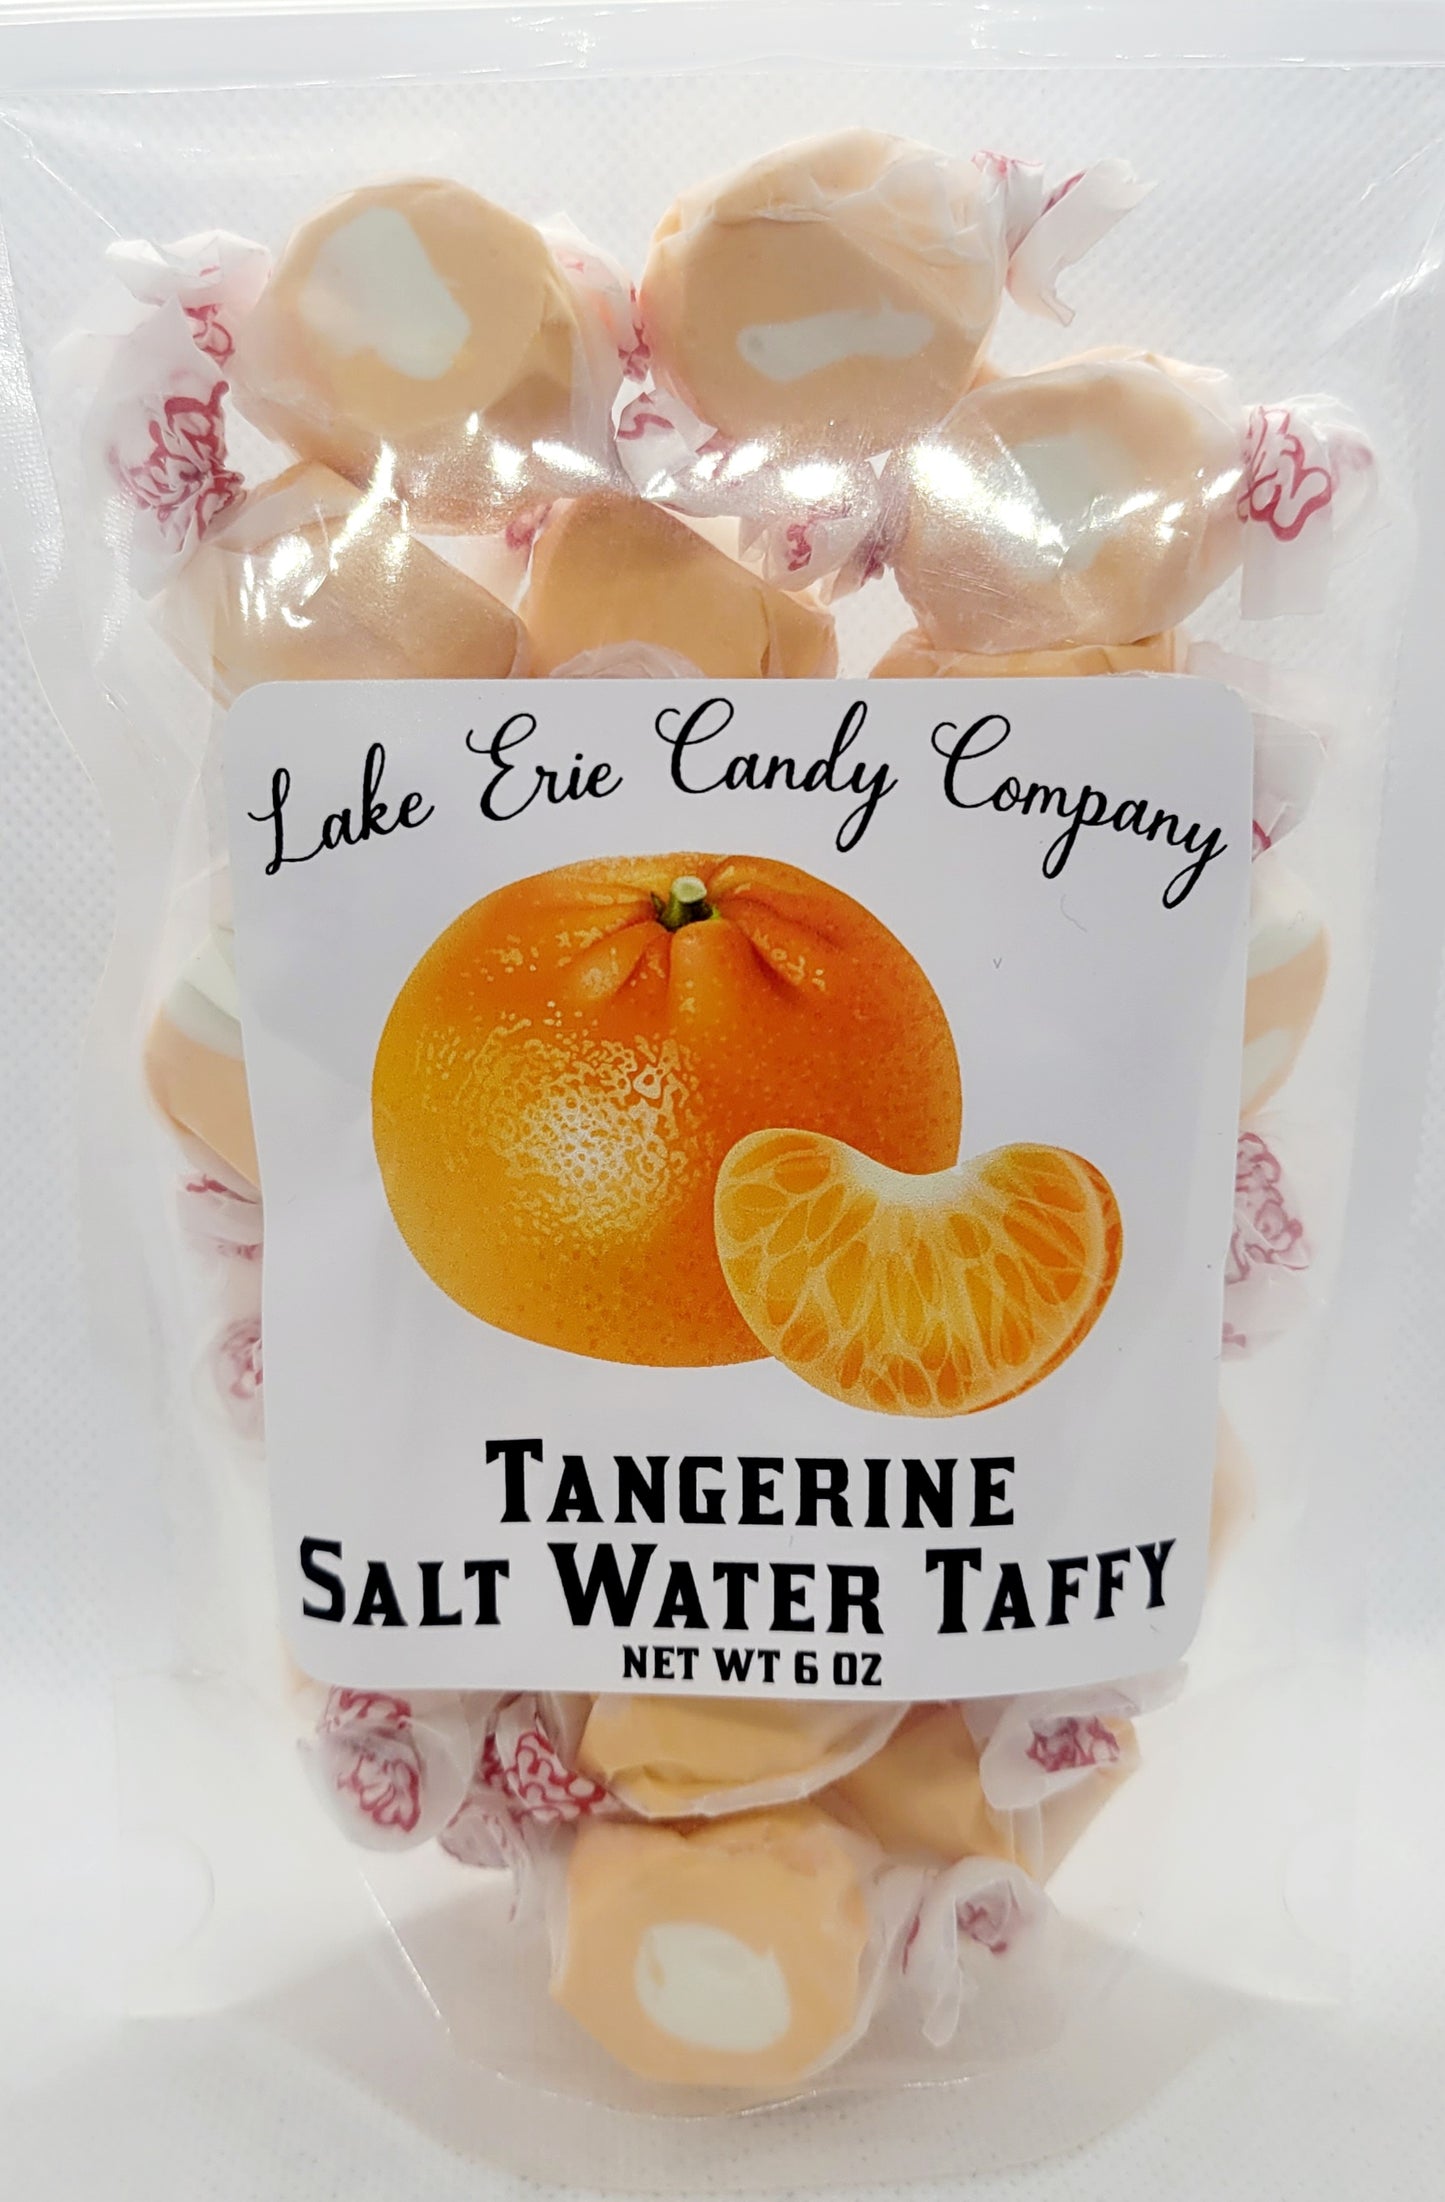 Lake Erie Candy Company
Tangerine
Salt Water Taffy
NET WT 6 OZ